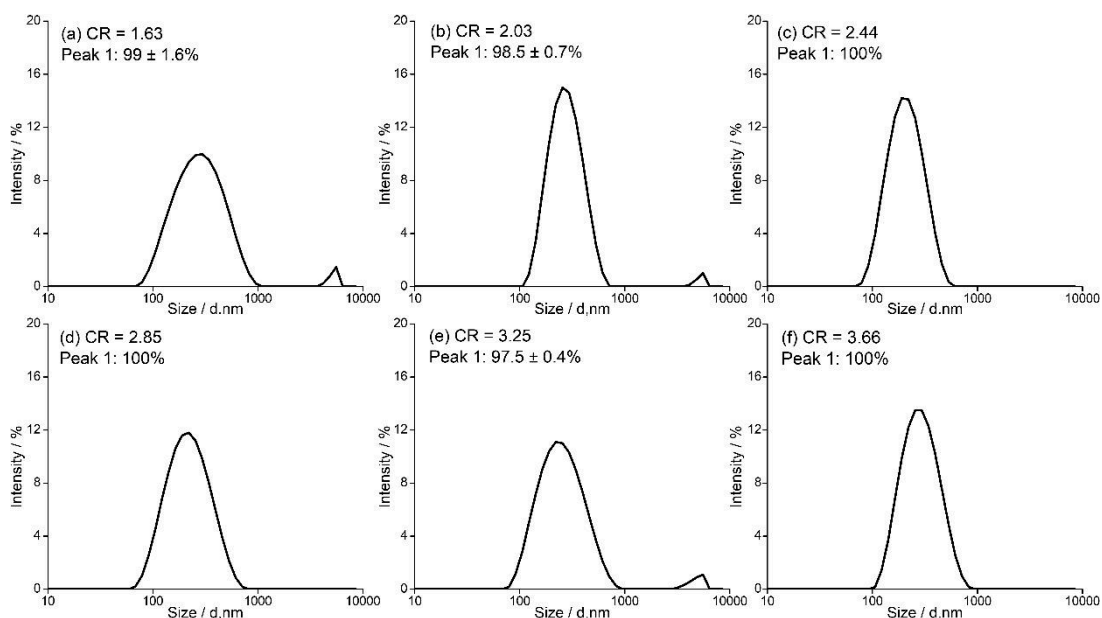 20
16
12
8
4
0
Intensity / %
(a) CR = 1.63
Peak 1: 99 ± 1.6%
10
100
1000
10000
Size / d.nm
20
16
12
8
4
0
Intensity / %
(b) CR = 2.03
Peak 1: 98.5 ± 0.7%
10
100
1000
10000
Size / d.nm
20
16
12
8
4
0
Intensity / %
(c) CR = 2.44
Peak 1: 100%
10
100
1000
10000
Size / d.nm
20
16
12
8
4
0
Intensity / %
(d) CR = 2.85
Peak 1: 100%
10
100
1000
10000
Size / d.nm
20
16
12
8
4
0
Intensity / %
(e) CR = 3.25
Peak 1: 97.5 ± 0.4%
10
100
1000
10000
Size / d.nm
20
16
12
8
4
0
Intensity / %
(f) CR = 3.66
Peak 1: 100%
10
100
1000
10000
Size / d.nm